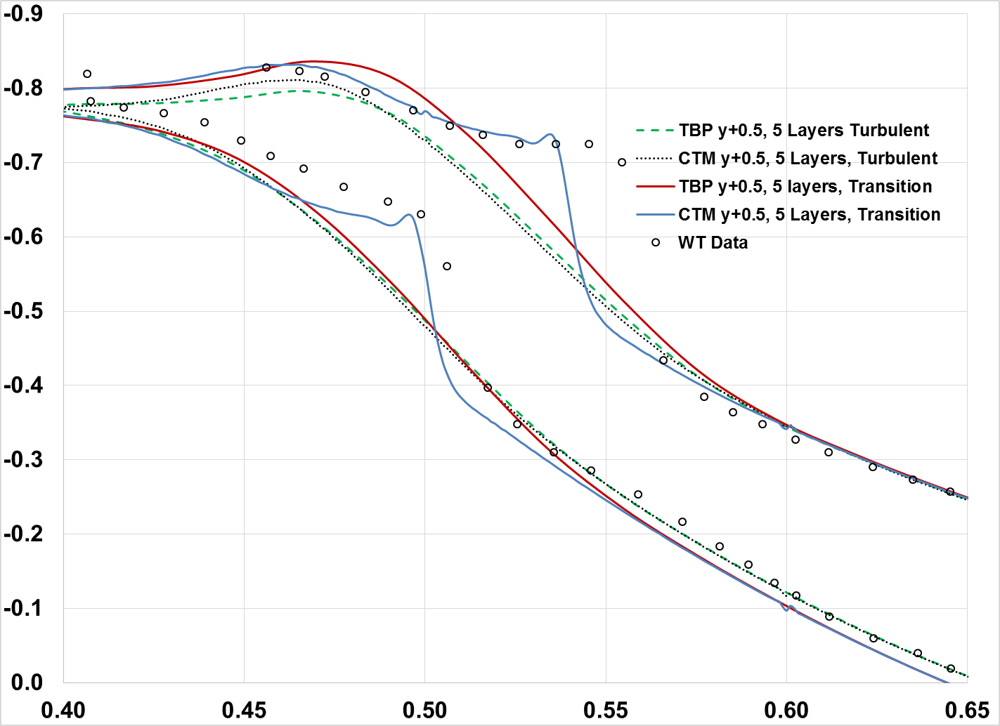 -0.9
-0.8
-0.7
-0.6
-0.5
-0.4
-0.3
-0.2
-0.1
0.0
0.40 0.45 0.50 0.55 0.60 0.65
TBP y+0.5, 5 Layers Turbulent
CTM y+0.5, 5 Layers, Turbulent
TBP y+0.5, 5 layers, Transition
CTM y+0.5, 5 Layers, Transition
WT Data